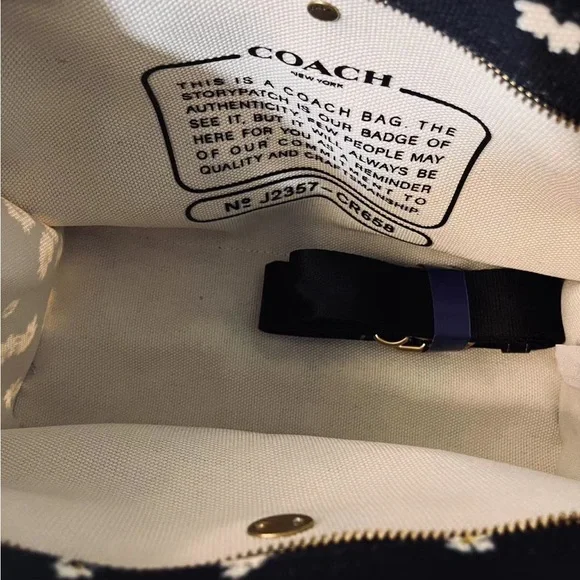 COACH
NEW YORK
THIS IS A COACH BAG. THE
STORYPATCH IS OUR BADGE OF
AUTHENTICITY. FEW PEOPLE MAY
SEE IT, BUT IT WILL ALWAYS BE
HERE FOR YOU AS A REMINDER
OF OUR COMMITMENT TO
QUALITY AND CRAFTSMANSHIP
Nº J2357-CR658